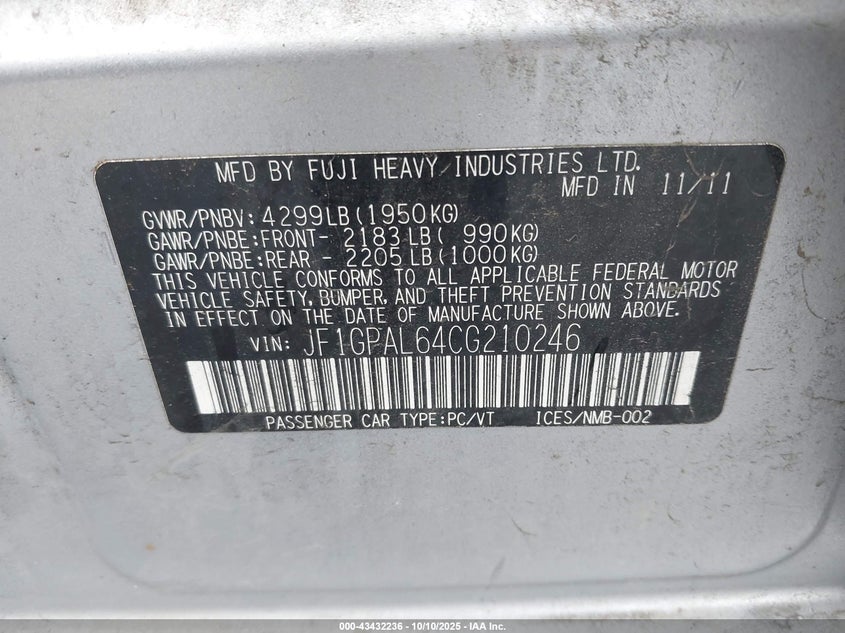 MFD BY FUJI HEAVY INDUSTRIES LTD.
MFD IN 11/11
GVWR/PNBV: 4299LB(1950KG)
GAWR/PNBE:FRONT- 2183LB( 990KG)
GAWR/PNBE:REAR - 2205LB(1000KG)
THIS VEHICLE CONFORMS TO ALL APPLICABLE FEDERAL MOTOR
VEHICLE SAFETY, BUMPER, AND THEFT PREVENTION STANDARDS
IN EFFECT ON THE DATE OF MANUFACTURE SHOWN ABOVE.
VIN: JF1GPAL64CG210246
PASSENGER CAR TYPE:PC/VT ICES/NMB-002
000-43432236 - 10/10/2025 - IAA Inc.